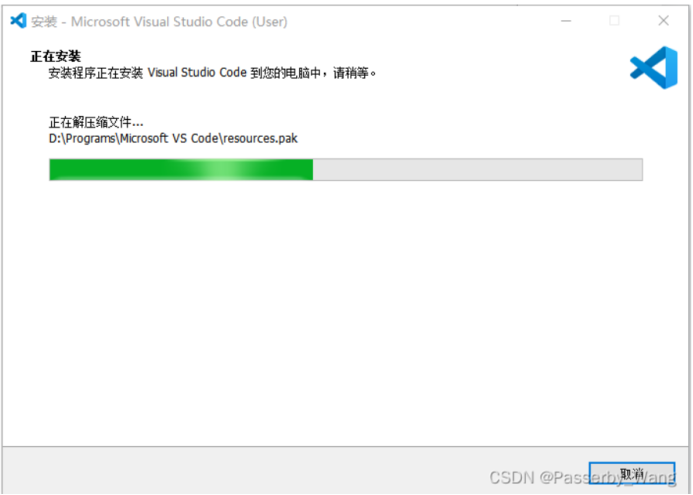 安装 - Microsoft Visual Studio Code (User)
正在安装
安装程序正在安装 Visual Studio Code 到您的电脑中，请稍等。
正在解压缩文件...
D:\Programs\Microsoft VS Code\resources.pak
取消
CSDN @Passerby_Wang